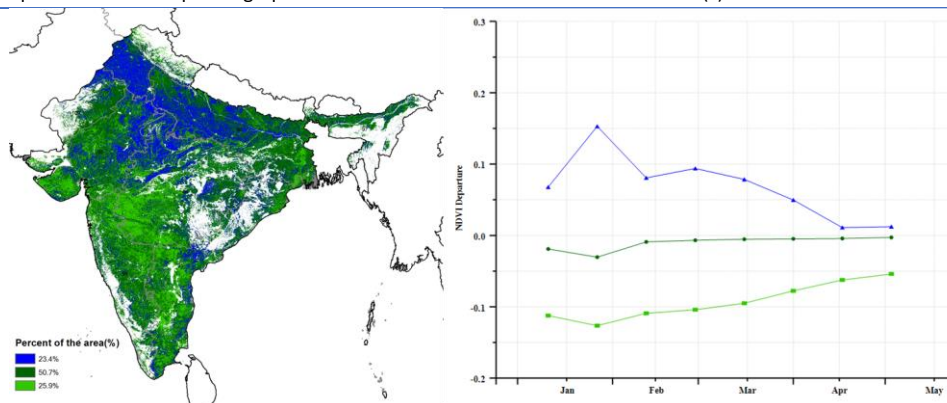 Percent of the area(%)
23.4%
50.7%
25.9%
NDVI Departure
0.3
0.2
0.1
0.0
-0.1
-0.2
Jan
Feb
Mar
Apr
May